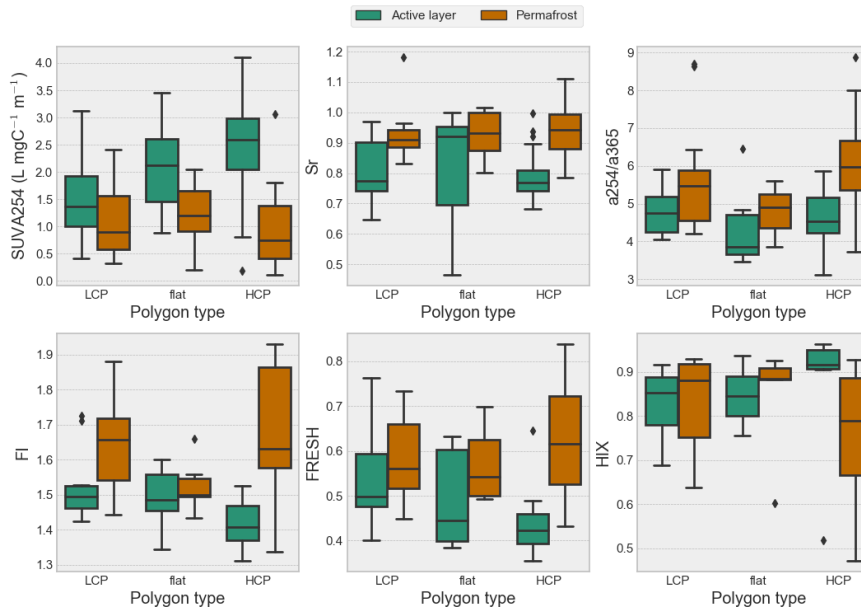 Active layer Permafrost
SUVA254 (L mgC⁻¹ m⁻¹)
4.0
3.5
3.0
2.5
2.0
1.5
1.0
0.5
0.0
LCP flat HCP
Polygon type
Sr
1.2
1.1
1.0
0.9
0.8
0.7
0.6
0.5
LCP flat HCP
Polygon type
a254/a365
9
8
7
6
5
4
3
LCP flat HCP
Polygon type
FI
1.9
1.8
1.7
1.6
1.5
1.4
1.3
LCP flat HCP
Polygon type
FRESH
0.8
0.7
0.6
0.5
0.4
LCP flat HCP
Polygon type
HIX
0.9
0.8
0.7
0.6
0.5
LCP flat HCP
Polygon type